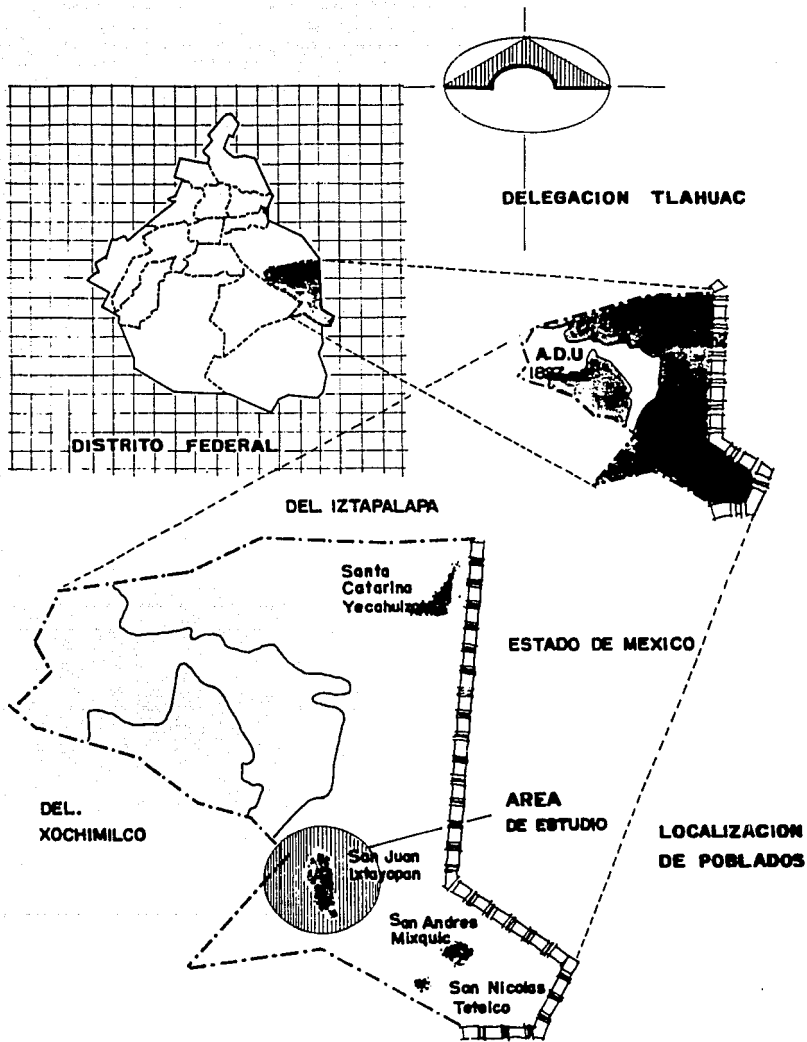 DELEGACION TLAHUAC
A.D.U
DISTRITO FEDERAL
DEL. IZTAPALAPA
Santa
Catarina
ESTADO DE MEXICO
DEL.
XOCHIMILCO
AREA
DE ESTUDIO
LOCALIZACION
DE POBLADOS
San Juan
Ixtayopan
San Andres
Mixquic
San Nicolas
Tetelco